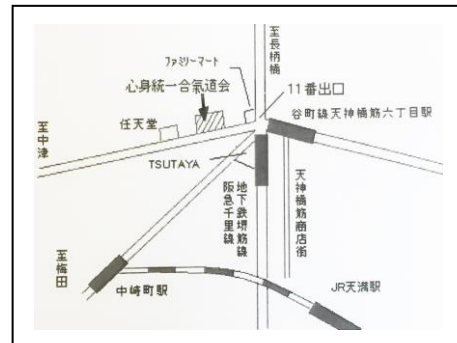 至長柄橋
ファミリーマート
心身統一合氣道会
11番出口
任天堂
谷町線天神橋筋六丁目駅
至中津
TSUTAYA
地下鉄堺筋線
阪急千里線
天神橋筋商店街
至梅田
中崎町駅
JR天満駅